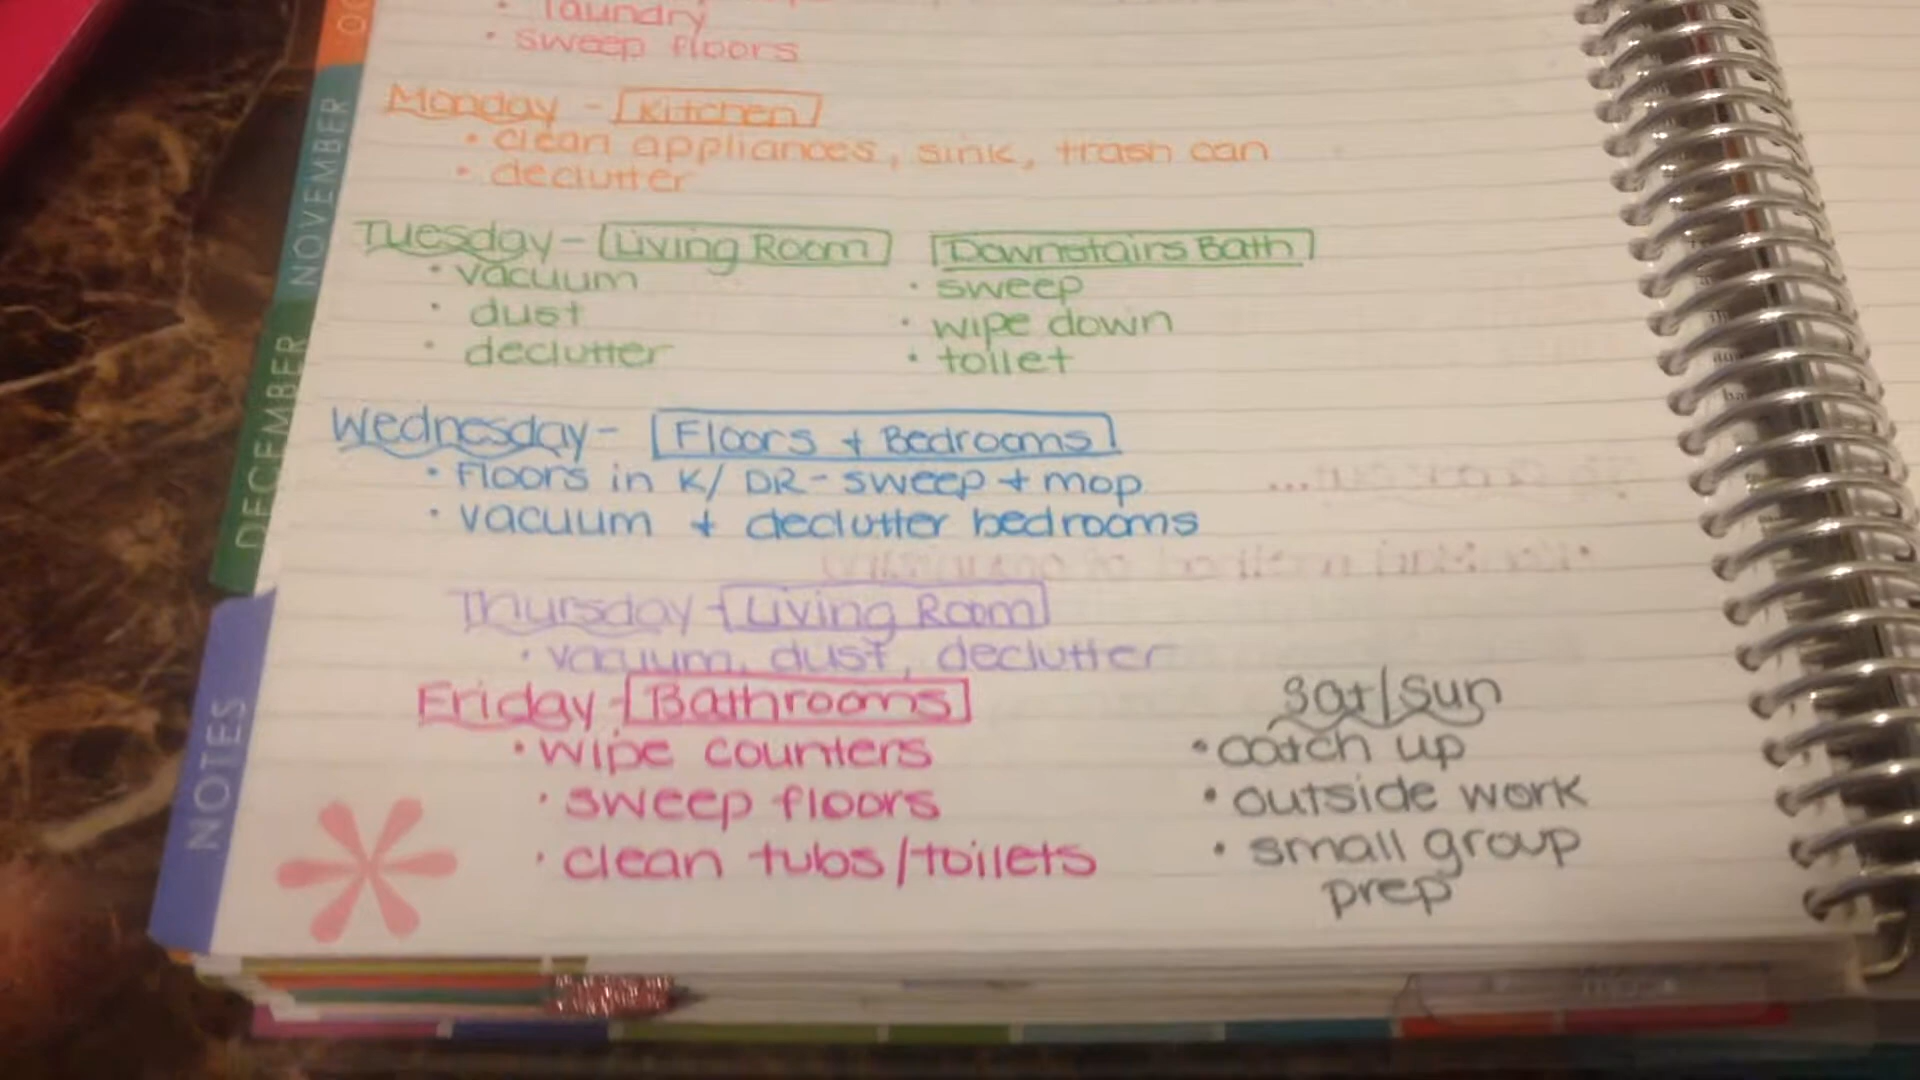 laundry
• sweep floors
Monday - Kitchen
• clean appliances, sink, trash can
• declutter
Tuesday - Living Room
• vacuum
• dust
• declutter
Downstairs Bath
• sweep
• wipe down
• toilet
Wednesday - Floors + Bedrooms
• Floors in K/ DR - sweep + mop
• vacuum + declutter bedrooms
Thursday - Living Room
• vacuum, dust, declutter
Friday - Bathrooms
• wipe counters
• sweep floors
• clean tubs/toilets
Sat/Sun
• catch up
• outside work
• small group
prep
NOVEMBER
DECEMBER
NOTES